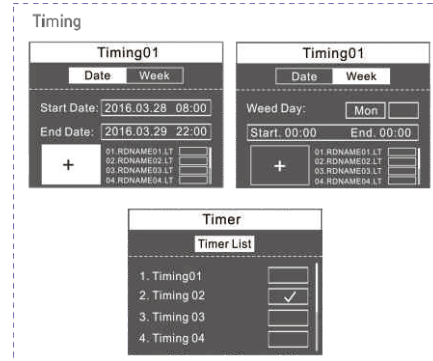 Timing
Timing01
Date Week
Start Date: 2016.03.28 08:00
End Date: 2016.03.29 22:00
+
01.RDNAME01.LT
02.RDNAME02.LT
03.RDNAME03.LT
04.RDNAME04.LT
Timing01
Date Week
Weed Day: Mon
Start. 00:00 End. 00:00
+
01.RDNAME01.LT
02.RDNAME02.LT
03.RDNAME03.LT
04.RDNAME04.LT
Timer
Timer List
1. Timing01
2. Timing 02
3. Timing 03
4. Timing 04